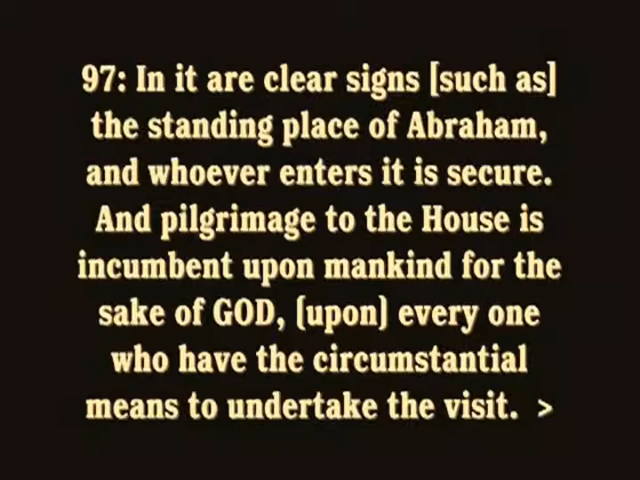 97: In it are clear signs [such as]
the standing place of Abraham,
and whoever enters it is secure.
And pilgrimage to the House is
incumbent upon mankind for the
sake of GOD, [upon] every one
who have the circumstantial
means to undertake the visit. >